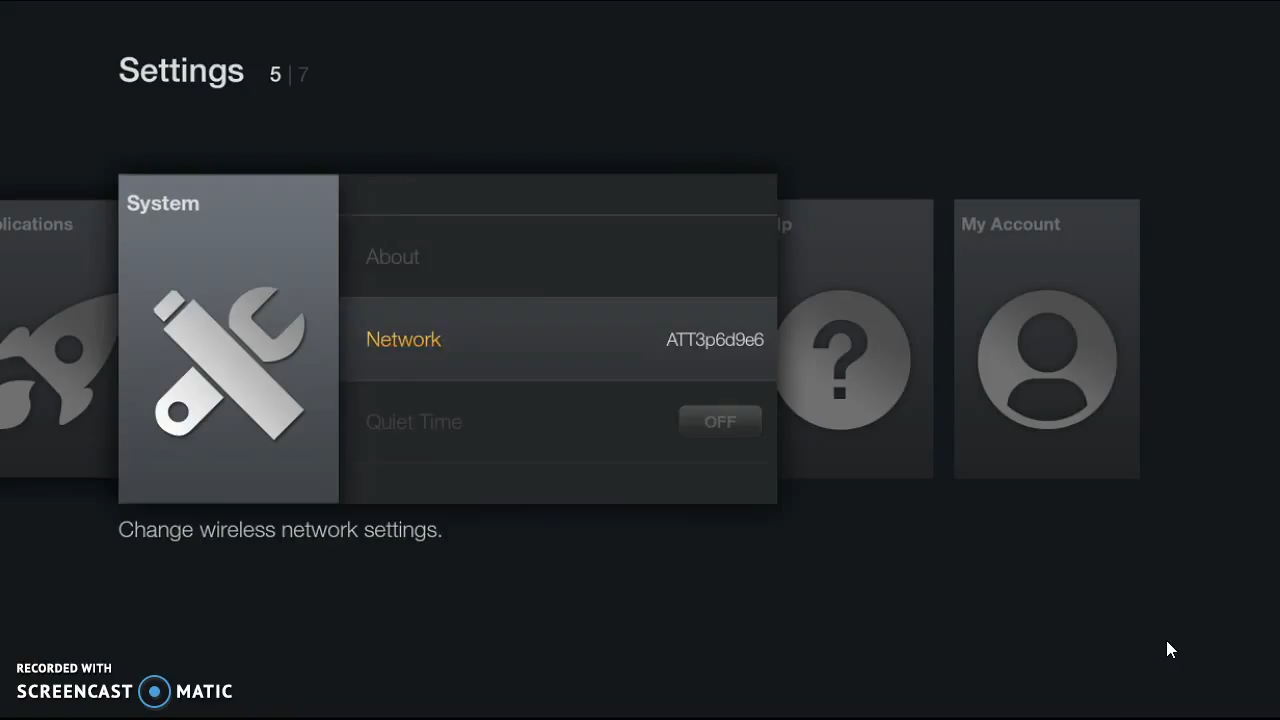 Settings 5 | 7
System
plications
About
lp
My Account
Network ATT3p6d9e6
Quiet Time OFF
Change wireless network settings.
RECORDED WITH
SCREENCAST MATIC